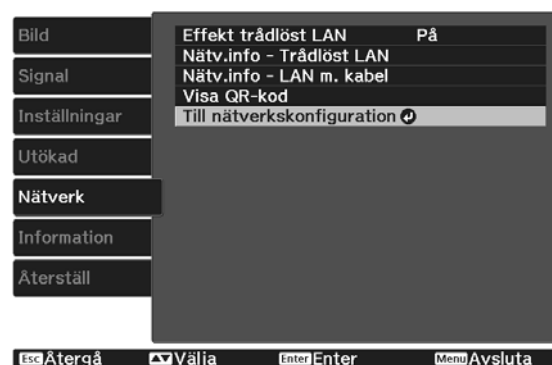 Bild
Signal
Inställningar
Utökad
Nätverk
Information
Återställ
Effekt trådlöst LAN På
Nätv.info - Trådlöst LAN
Nätv.info - LAN m. kabel
Visa QR-kod
Till nätverkskonfiguration
Esc Återgå Välja Enter Enter Menu Avsluta